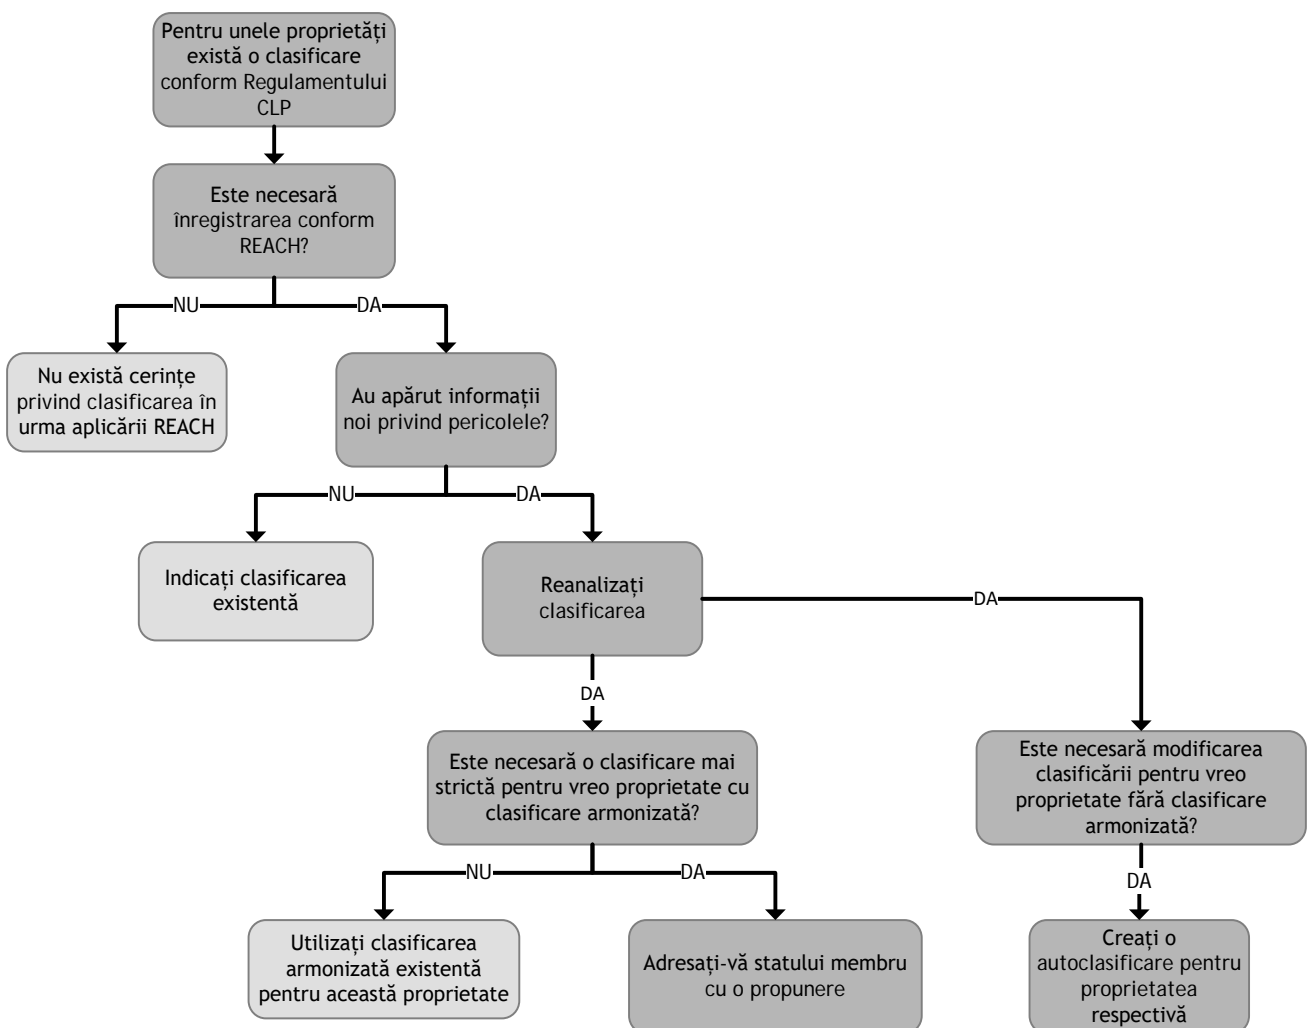 Pentru unele proprietăți
există o clasificare
conform Regulamentului
CLP
Este necesară
înregistrarea conform
REACH?
NU
DA
Nu există cerințe
privind clasificarea în
urma aplicării REACH
Au apărut informații
noi privind pericolele?
NU
DA
Indicați clasificarea
existentă
Reanalizați
clasificarea
DA
DA
Este necesară o clasificare mai
strictă pentru vreo proprietate cu
clasificare armonizată?
Este necesară modificarea
clasificării pentru vreo
proprietate fără clasificare
armonizată?
NU
DA
DA
Utilizați clasificarea
armonizată existentă
pentru această proprietate
Adresați-vă statului membru
cu o propunere
Creați o
autoclasificare pentru
proprietatea
respectivă